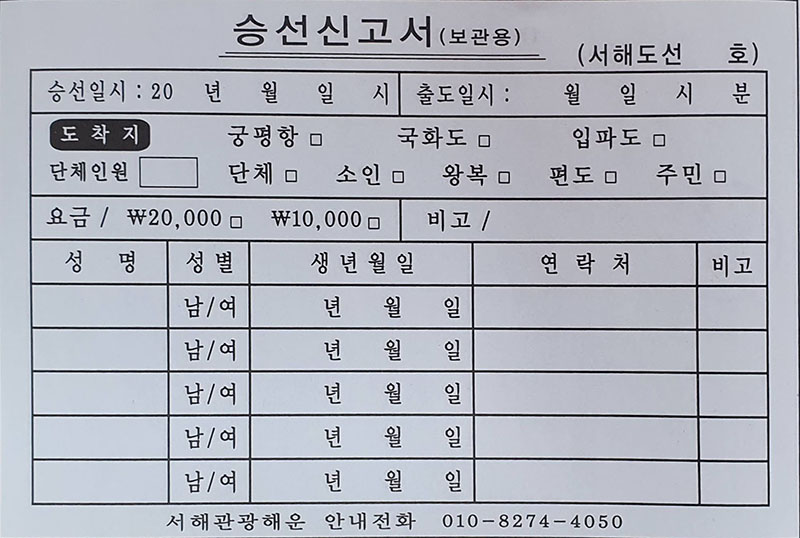 승선신고서(보관용)
(서해도선 호)
승선일시 : 20 년 월 일 시 출도일시 : 월 일 시 분
도착지 궁평항 □ 국화도 □ 입파도 □
단체인원 단체 □ 소인 □ 왕복 □ 편도 □ 주민 □
요금 / ₩20,000 □ ₩10,000 □ 비고 /
성 명 성별 생년월일 연락처 비고
남/여 년 월 일
남/여 년 월 일
남/여 년 월 일
남/여 년 월 일
남/여 년 월 일
서해관광해운 안내전화 010-8274-4050